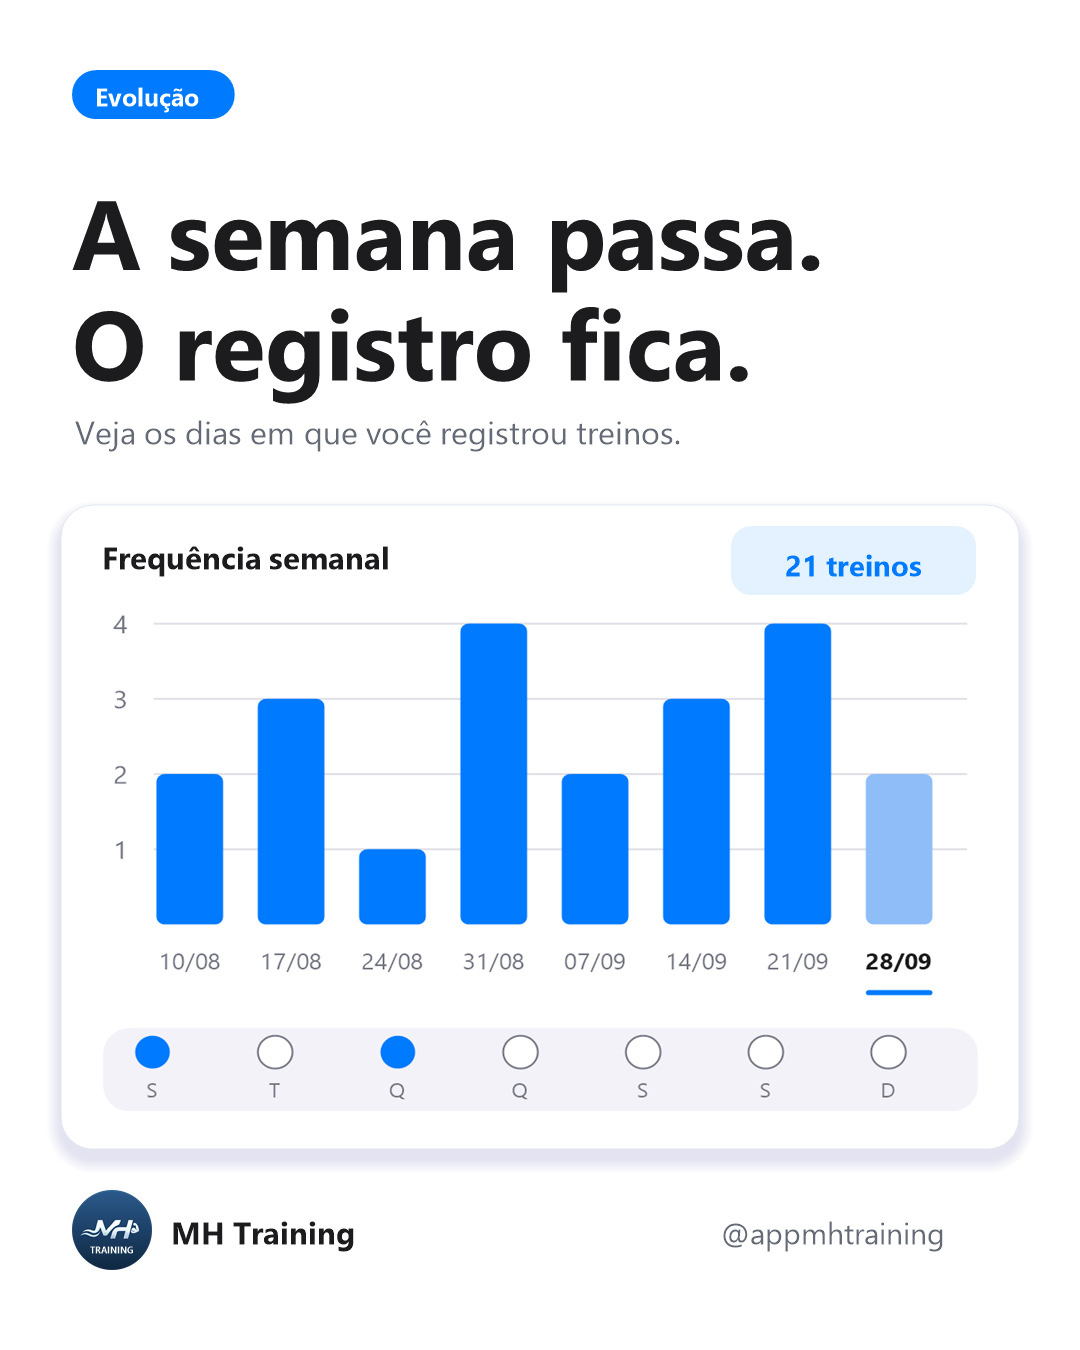 Evolução
A semana passa.
O registro fica.
Veja os dias em que você registrou treinos.
Frequência semanal
21 treinos
4
3
2
1
10/08 17/08 24/08 31/08 07/09 14/09 21/09 28/09
S T Q Q S S D
MH
TRAINING
MH Training
@appmhtraining